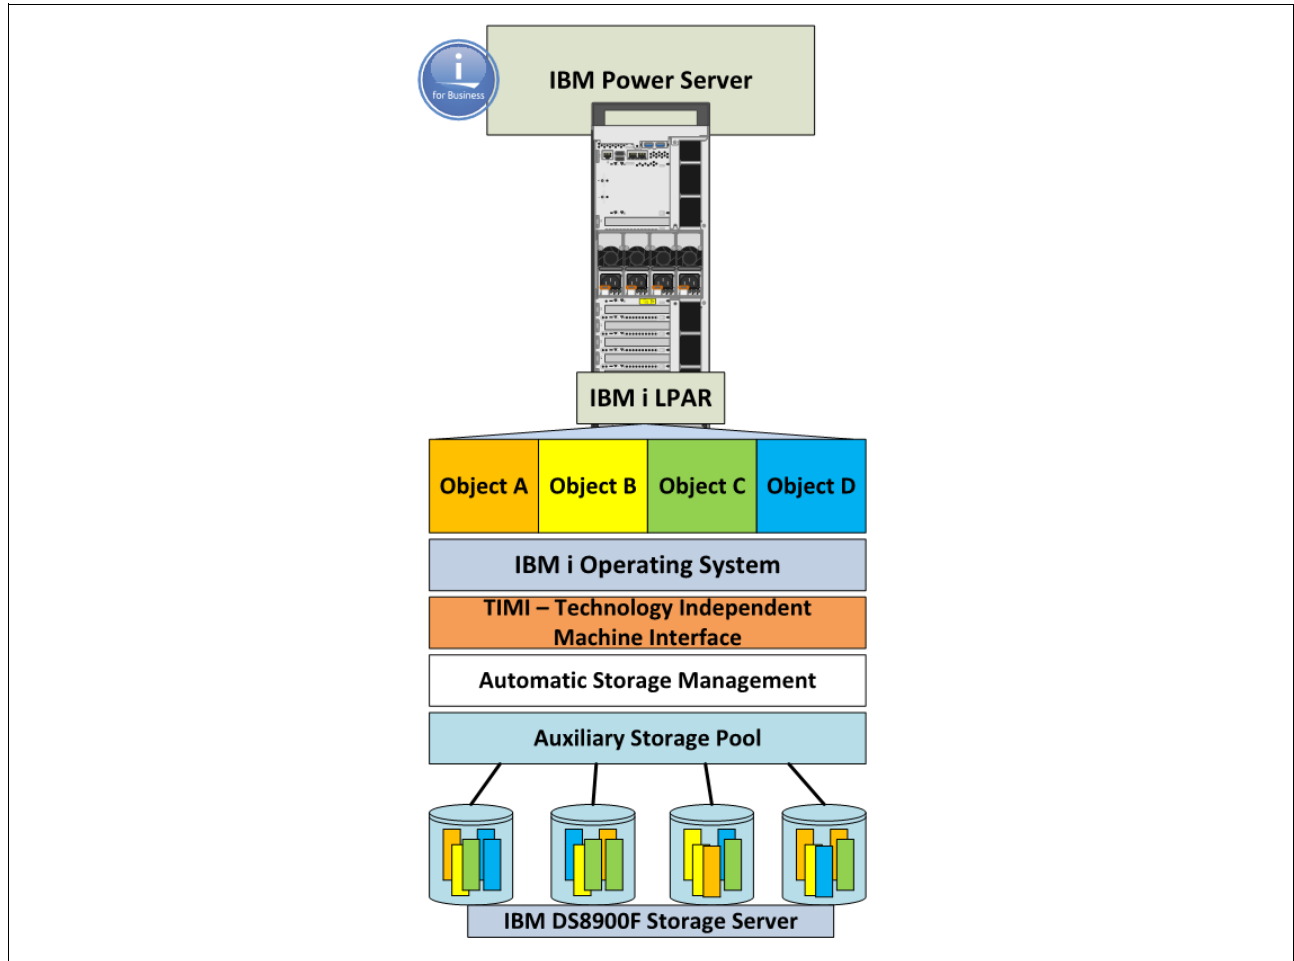 i
for Business
IBM Power Server
IBM i LPAR
Object A
Object B
Object C
Object D
IBM i Operating System
TIMI – Technology Independent
Machine Interface
Automatic Storage Management
Auxiliary Storage Pool
IBM DS8900F Storage Server